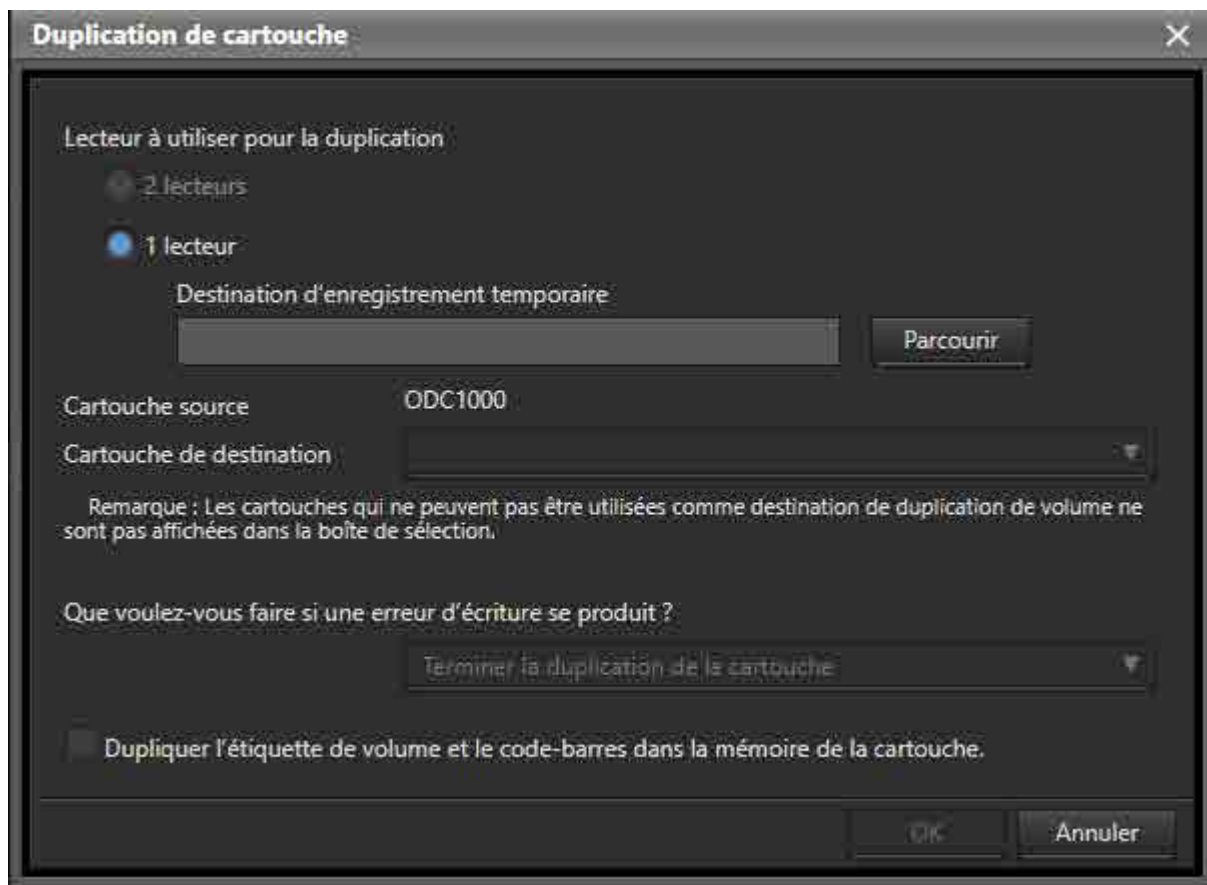 Duplication de cartouche
Lecteur à utiliser pour la duplication
2 lecteurs
1 lecteur
Destination d'enregistrement temporaire
Parcourir
Cartouche source ODC1000
Cartouche de destination
Remarque : Les cartouches qui ne peuvent pas être utilisées comme destination de duplication de volume ne
sont pas affichées dans la boîte de sélection.
Que voulez-vous faire si une erreur d'écriture se produit ?
Terminer la duplication de la cartouche
Dupliquer l'étiquette de volume et le code-barres dans la mémoire de la cartouche.
OK Annuler